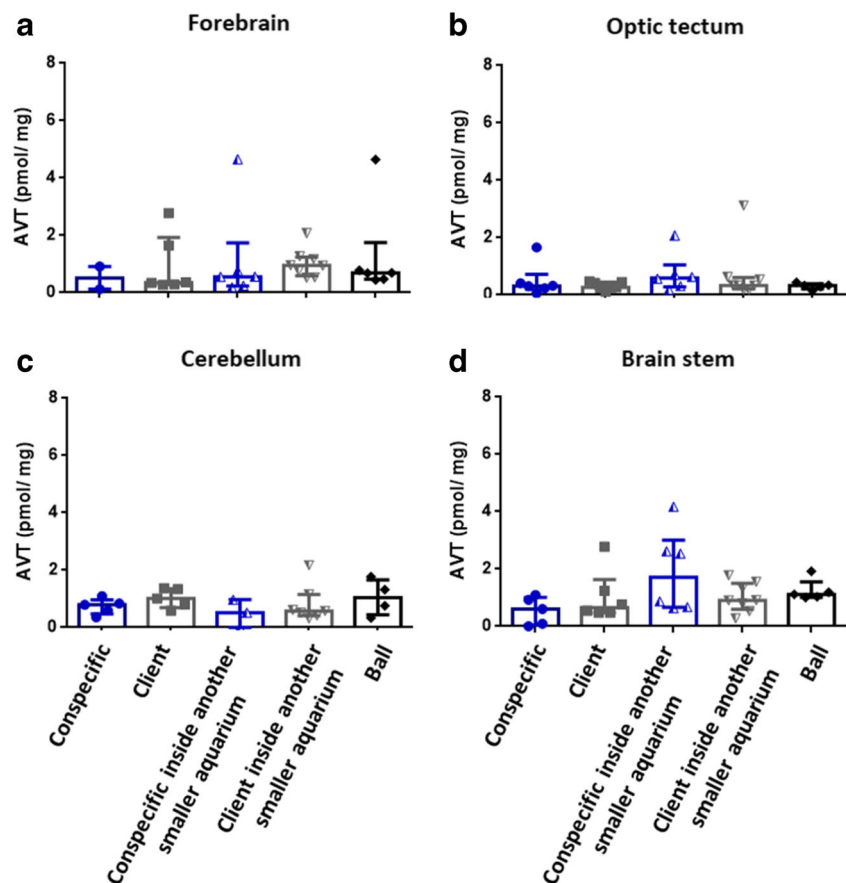 a
Forebrain
8
6
4
2
0
AVT (pmol/ mg)
b
Optic tectum
8
6
4
2
0
AVT (pmol/ mg)
c
Cerebellum
8
6
4
2
0
AVT (pmol/ mg)
Conspecific
Client
Conspecific inside another
smaller aquarium
Client inside another
smaller aquarium
Ball
d
Brain stem
8
6
4
2
0
AVT (pmol/ mg)
Conspecific
Client
Conspecific inside another
smaller aquarium
Client inside another
smaller aquarium
Ball